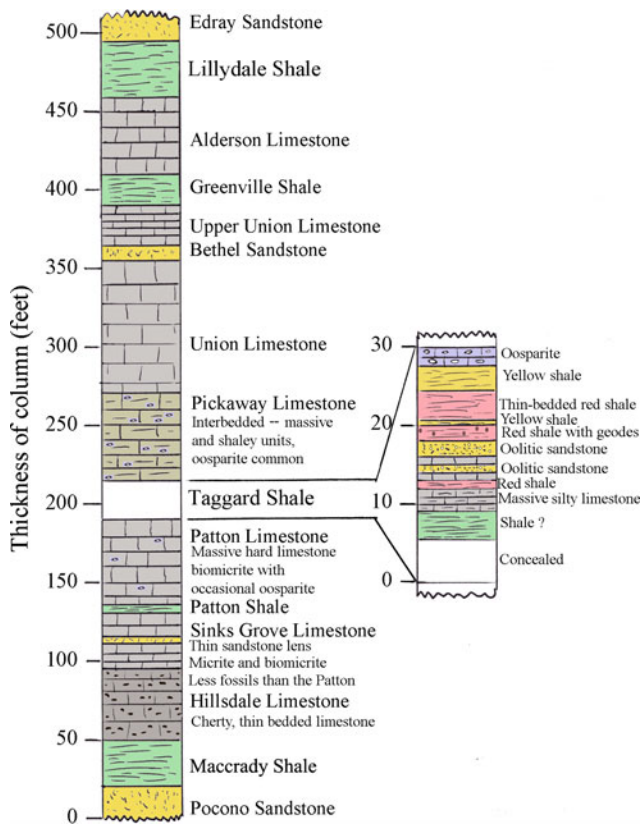 Thickness of column (feet)
500
450
400
350
300
250
200
150
100
50
0
Edray Sandstone
Lillydale Shale
Alderson Limestone
Greenville Shale
Upper Union Limestone
Bethel Sandstone
Union Limestone
Pickaway Limestone
Interbedded -- massive
and shaley units,
oosparite common
Taggard Shale
Patton Limestone
Massive hard limestone
biomicrite with
occasional oosparite
Patton Shale
Sinks Grove Limestone
Thin sandstone lens
Micrite and biomicrite
Less fossils than the Patton
Hillsdale Limestone
Cherty, thin bedded limestone
Maccrady Shale
Pocono Sandstone
30
20
10
0
Oosparite
Yellow shale
Thin-bedded red shale
Yellow shale
Red shale with geodes
Oolitic sandstone
Oolitic sandstone
Red shale
Massive silty limestone
Shale ?
Concealed